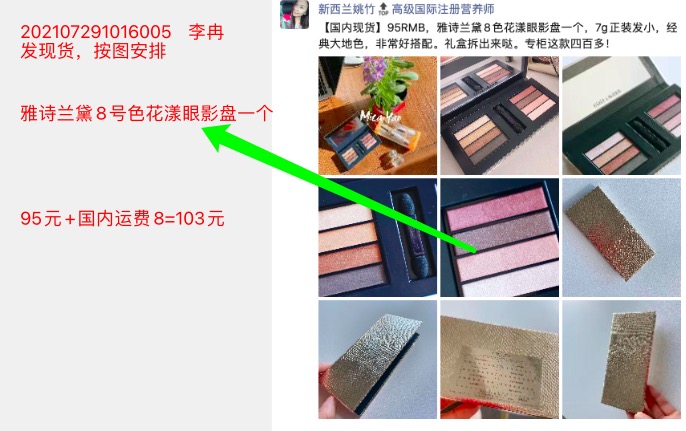 202107291016005 李冉
发现货，按图安排
雅诗兰黛8号色花漾眼影盘一个
95元+国内运费8=103元
新西兰姚竹 TOP 高级国际注册营养师
【国内现货】95RMB，雅诗兰黛8色花漾眼影盘一个，7g正装发小，经
典大地色，非常好搭配。礼盒拆出来哒。专柜这款四百多！